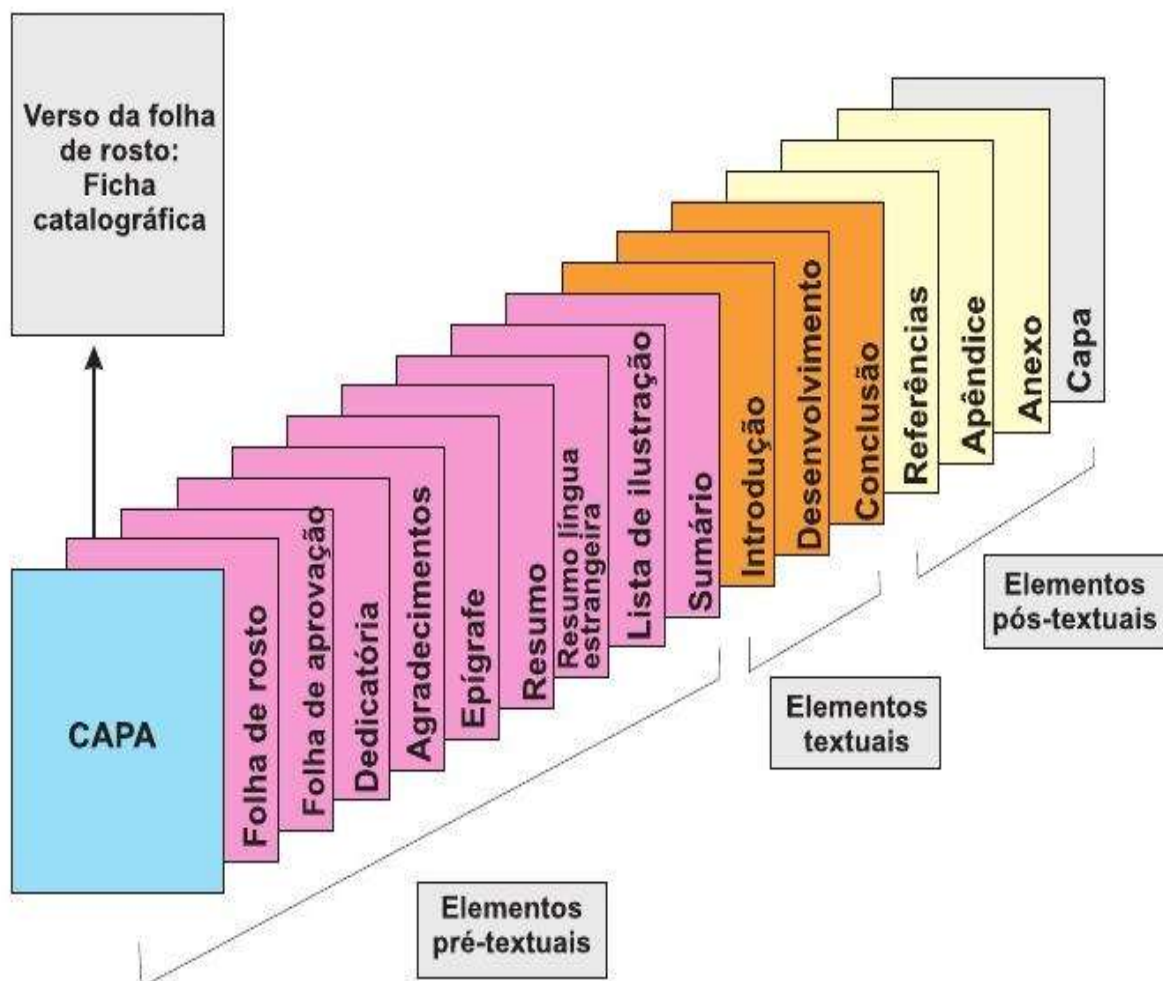 Verso da folha
de rosto:
Ficha
catalográfica
CAPA
Folha de rosto
Folha de aprovação
Dedicatória
Agradecimentos
Epígrafe
Resumo
Resumo língua
estrangeira
Lista de ilustração
Sumário
Introdução
Desenvolvimento
Conclusão
Referências
Apêndice
Anexo
Capa
Elementos
pré-textuais
Elementos
textuais
Elementos
pós-textuais